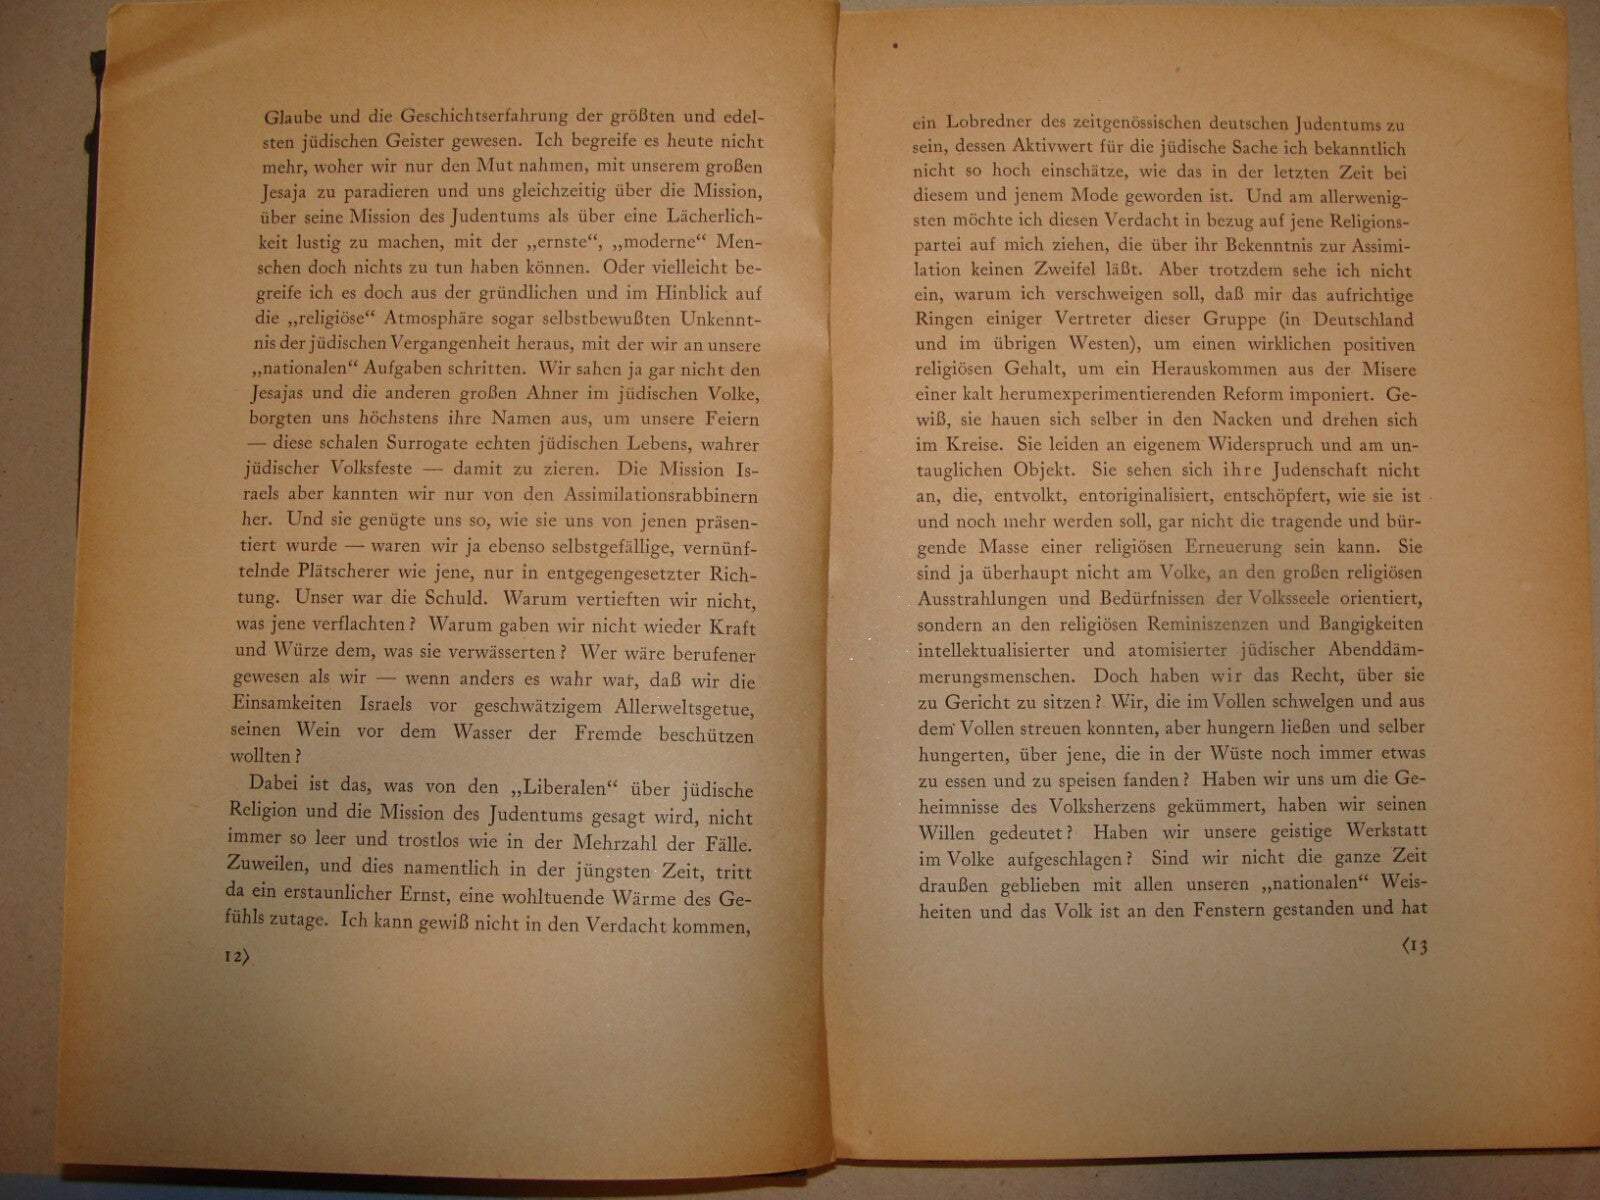 Glaube und die Geschichtserfahrung der größten und edel-
sten jüdischen Geister gewesen. Ich begreife es heute nicht
mehr, woher wir nur den Mut nahmen, mit unserem großen
Jesaja zu paradieren und uns gleichzeitig über die Mission,
über seine Mission des Judentums als über eine Lächerlich-
keit lustig zu machen, mit der „ernste“, „moderne“ Men-
schen doch nichts zu tun haben können. Oder vielleicht be-
greife ich es doch aus der gründlichen und im Hinblick auf
die „religiöse“ Atmosphäre sogar selbstbewußten Unkennt-
nis der jüdischen Vergangenheit heraus, mit der wir an unsere
„nationalen“ Aufgaben schritten. Wir sahen ja gar nicht den
Jesajas und die anderen großen Ahner im jüdischen Volke,
borgten uns höchstens ihre Namen aus, um unsere Feiern
— diese schalen Surrogate echten jüdischen Lebens, wahrer
jüdischer Volksfeste — damit zu zieren. Die Mission Is-
raels aber kannten wir nur von den Assimilationsrabbinern
her. Und sie genügte uns so, wie sie uns von jenen präsen-
tiert wurde — waren wir ja ebenso selbstgefällige, vernünf-
telnde Plätscherer wie jene, nur in entgegengesetzter Rich-
tung. Unser war die Schuld. Warum vertieften wir nicht,
was jene verflachten? Warum gaben wir nicht wieder Kraft
und Würze dem, was sie verwässerten? Wer wäre berufener
gewesen als wir — wenn anders es wahr war, daß wir die
Einsamkeiten Israels vor geschwätzigem Allerweltsgetue,
seinen Wein vor dem Wasser der Fremde beschützen
wollten?
Dabei ist das, was von den „Liberalen“ über jüdische
Religion und die Mission des Judentums gesagt wird, nicht
immer so leer und trostlos wie in der Mehrzahl der Fälle.
Zuweilen, und dies namentlich in der jüngsten Zeit, tritt
da ein erstaunlicher Ernst, eine wohltuende Wärme des Ge-
fühls zutage. Ich kann gewiß nicht in den Verdacht kommen,
12⟩
ein Lobredner des zeitgenössischen deutschen Judentums zu
sein, dessen Aktivwert für die jüdische Sache ich bekanntlich
nicht so hoch einschätze, wie das in der letzten Zeit bei
diesem und jenem Mode geworden ist. Und am allerwenig-
sten möchte ich diesen Verdacht in bezug auf jene Religions-
partei auf mich ziehen, die über ihr Bekenntnis zur Assimi-
lation keinen Zweifel läßt. Aber trotzdem sehe ich nicht
ein, warum ich verschweigen soll, daß mir das aufrichtige
Ringen einiger Vertreter dieser Gruppe (in Deutschland
und im übrigen Westen), um einen wirklichen positiven
religiösen Gehalt, um ein Herauskommen aus der Misere
einer kalt herumexperimentierenden Reform imponiert. Ge-
wiß, sie hauen sich selber in den Nacken und drehen sich
im Kreise. Sie leiden an eigenem Widerspruch und am un-
tauglichen Objekt. Sie sehen sich ihre Judenschaft nicht
an, die, entvolkt, entoriginalisiert, entschöpfert, wie sie ist
und noch mehr werden soll, gar nicht die tragende und bür-
gende Masse einer religiösen Erneuerung sein kann. Sie
sind ja überhaupt nicht am Volke, an den großen religiösen
Ausstrahlungen und Bedürfnissen der Volksseele orientiert,
sondern an den religiösen Reminiszenzen und Bangigkeiten
intellektualisierter und atomisierter jüdischer Abenddäm-
merungsmenschen. Doch haben wir das Recht, über sie
zu Gericht zu sitzen? Wir, die im Vollen schwelgen und aus
dem Vollen streuen konnten, aber hungern ließen und selber
hungerten, über jene, die in der Wüste noch immer etwas
zu essen und zu speisen fanden? Haben wir uns um die Ge-
heimnisse des Volksherzens gekümmert, haben wir seinen
Willen gedeutet? Haben wir unsere geistige Werkstatt
im Volke aufgeschlagen? Sind wir nicht die ganze Zeit
draußen geblieben mit allen unseren „nationalen“ Weis-
heiten und das Volk ist an den Fenstern gestanden und hat
⟨13